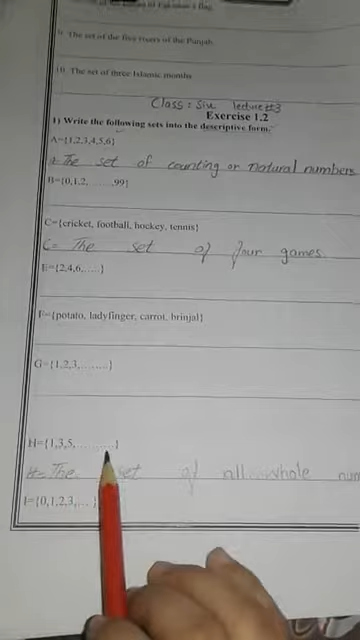 9. The set of the five rivers of the Punjab.
10. The set of three Islamic months.
Class : Six lecture #3
Exercise 1.2
1) Write the following sets into the descriptive form.
A={1,2,3,4,5,6}
The set of counting or natural numbers
B={0,1,2, ......,99}
C={cricket, football, hockey, tennis}
C= The set of four games.
E={2,4,6,......}
F={potato, ladyfinger, carrot, brinjal}
G={1,2,3,.........}
H={1,3,5,...........}
H= The set of all whole num
I={0,1,2,3,... }